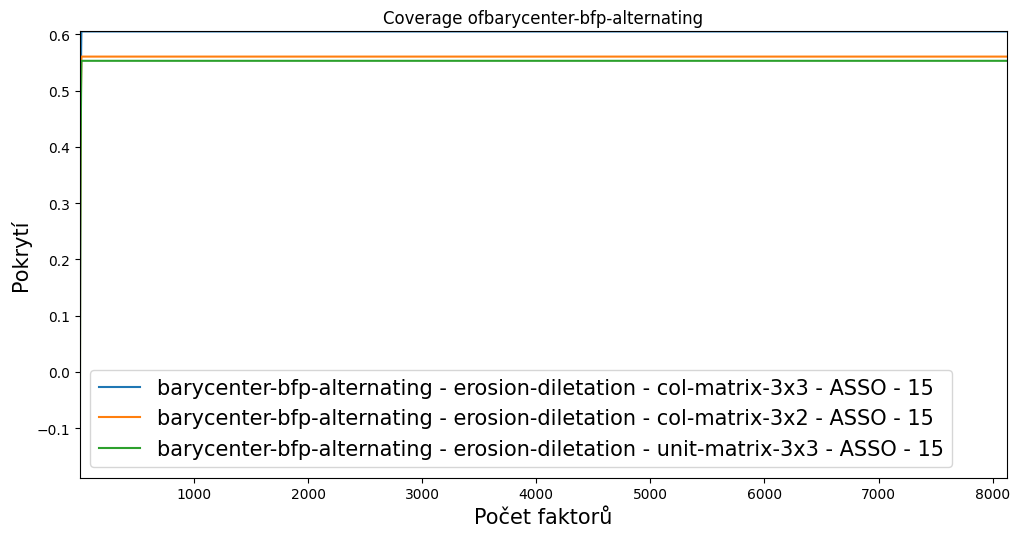 Coverage ofbarycenter-bfp-alternating
0.6
0.5
0.4
0.3
0.2
0.1
0.0
−0.1
Pokrytí
barycenter-bfp-alternating - erosion-diletation - col-matrix-3x3 - ASSO - 15
barycenter-bfp-alternating - erosion-diletation - col-matrix-3x2 - ASSO - 15
barycenter-bfp-alternating - erosion-diletation - unit-matrix-3x3 - ASSO - 15
1000 2000 3000 4000 5000 6000 7000 8000
Počet faktorů